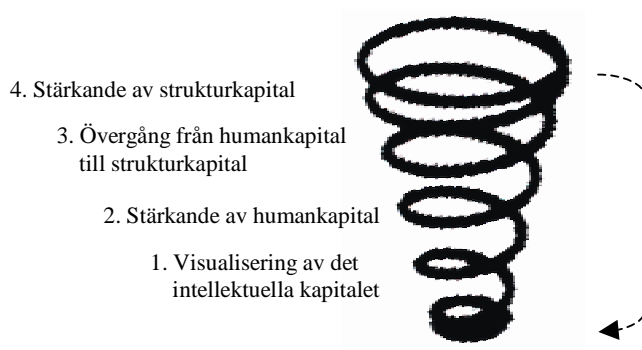 4. Stärkande av strukturkapital
3. Övergång från humankapital
till strukturkapital
2. Stärkande av humankapital
1. Visualisering av det
intellektuella kapitalet